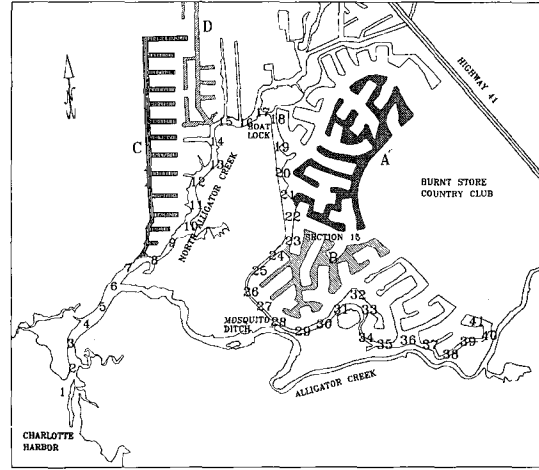 D
HIGHWAY 41
17
15 16 18
BOAT
LOCK
14
19
C
A
13
20
12
BURNT STORE
COUNTRY CLUB
21
11
22
10
NORTH ALLIGATOR CREEK
9
23 SECTION 15
24
B
8
7
25
6
26
32
5
27
31 33
4
MOSQUITO
DITCH
28
30
41
29
3
34
35 36 37
39 40
38
2
1
ALLIGATOR CREEK
CHARLOTTE
HARBOR